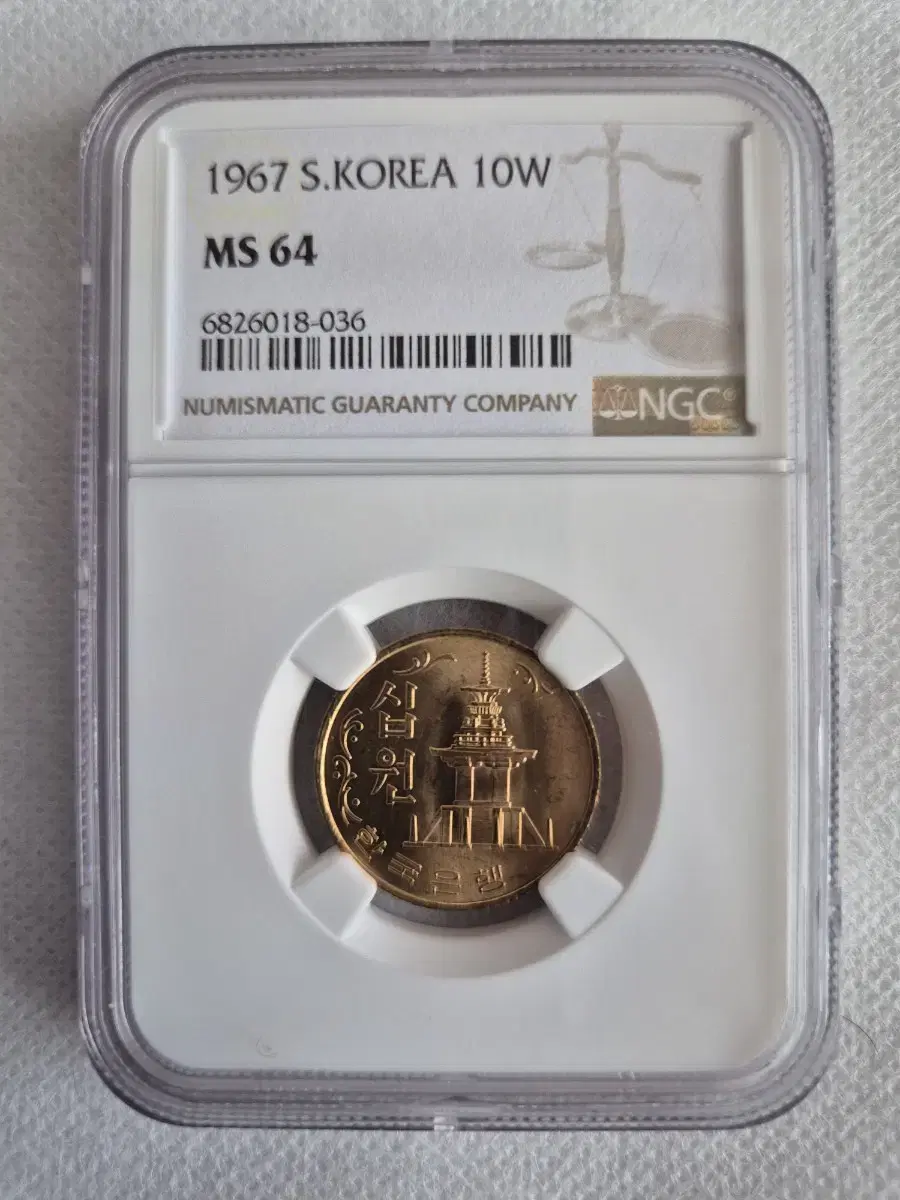 1967 S.KOREA 10W
MS 64
6826018-036
NUMISMATIC GUARANTY COMPANY
NGC®
십원
한국은행